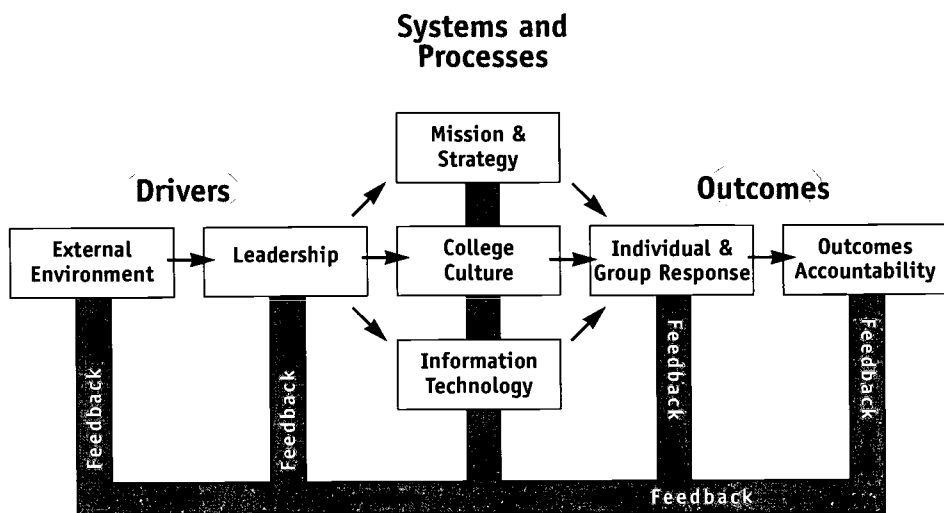 Systems and
Processes
Mission &
Strategy
Drivers
Outcomes
External
Environment
Leadership
College
Culture
Individual &
Group Response
Outcomes
Accountability
Information
Technology
Feedback
Feedback
Feedback
Feedback
Feedback